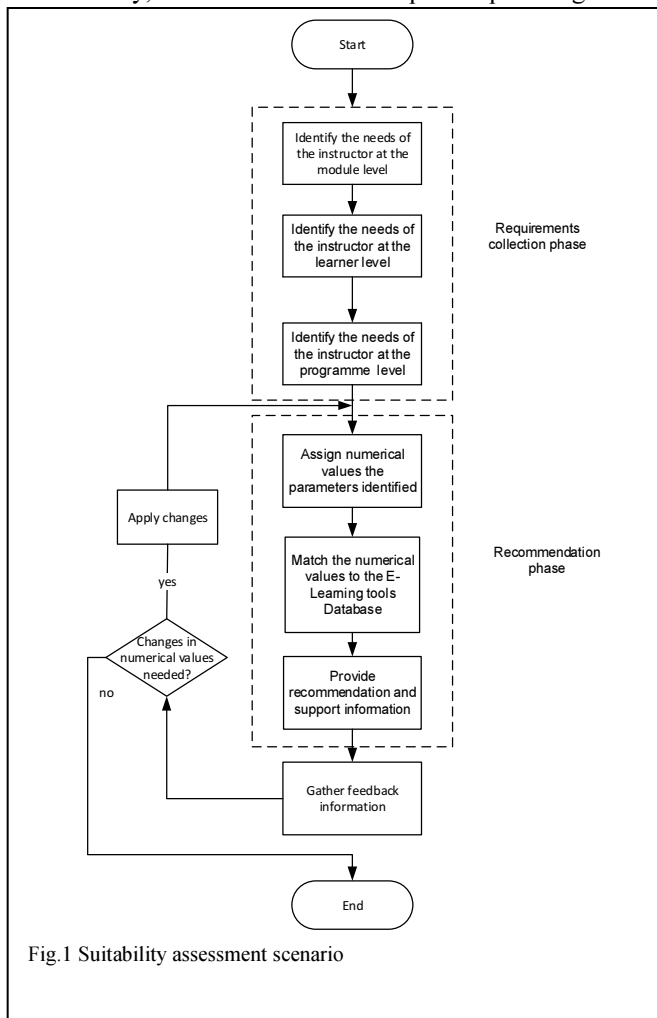 Start
Identify the needs of
the instructor at the
module level
Identify the needs of
the instructor at the
learner level
Requirements
collection phase
Identify the needs of
the instructor at the
programme level
Assign numerical
values the
parameters identified
Apply changes
Match the numerical
values to the E-
Learning tools
Database
Recommendation
phase
yes
Changes in
numerical values
needed?
no
Provide
recommendation and
support information
Gather feedback
information
End
Fig.1 Suitability assessment scenario